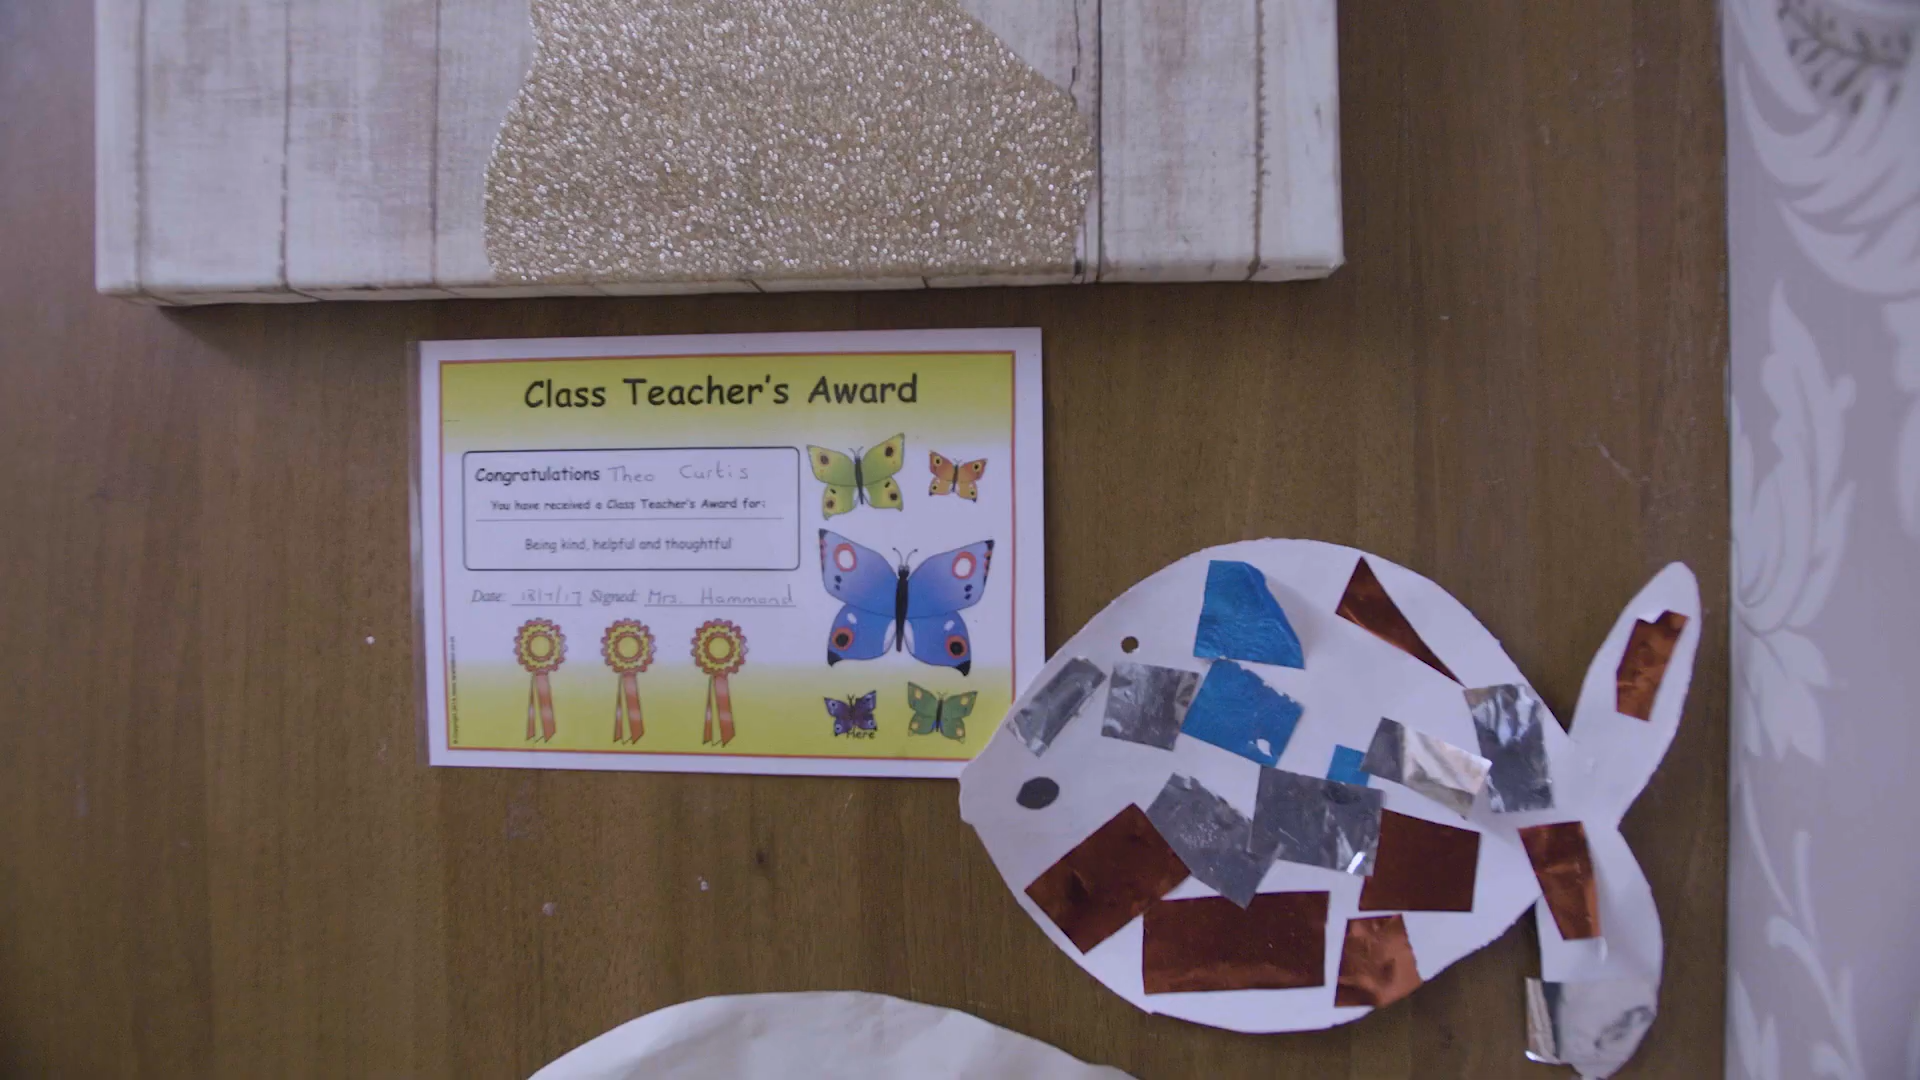 Class Teacher's Award
Congratulations Theo Curtis
You have received a Class Teacher's Award for:
Being kind, helpful and thoughtful
Date: 18/7/17 Signed: Mrs. Hammond
Here